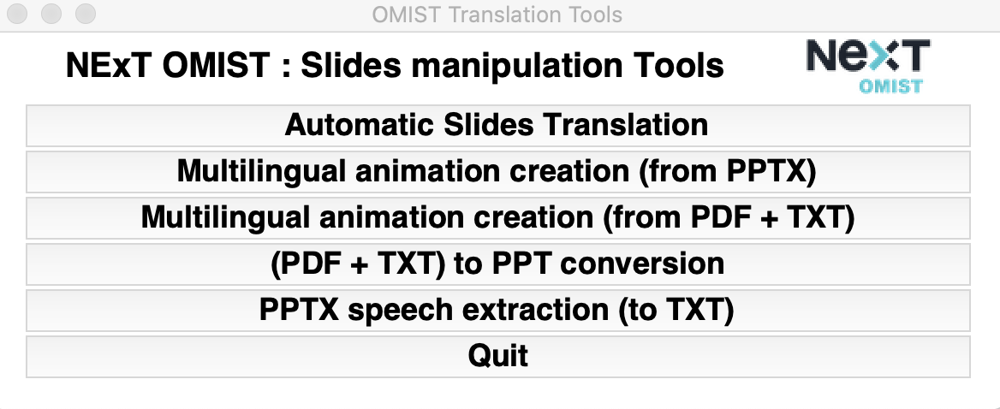 OMIST Translation Tools
NExT OMIST : Slides manipulation Tools
NexT
OMIST
Automatic Slides Translation
Multilingual animation creation (from PPTX)
Multilingual animation creation (from PDF + TXT)
(PDF + TXT) to PPT conversion
PPTX speech extraction (to TXT)
Quit